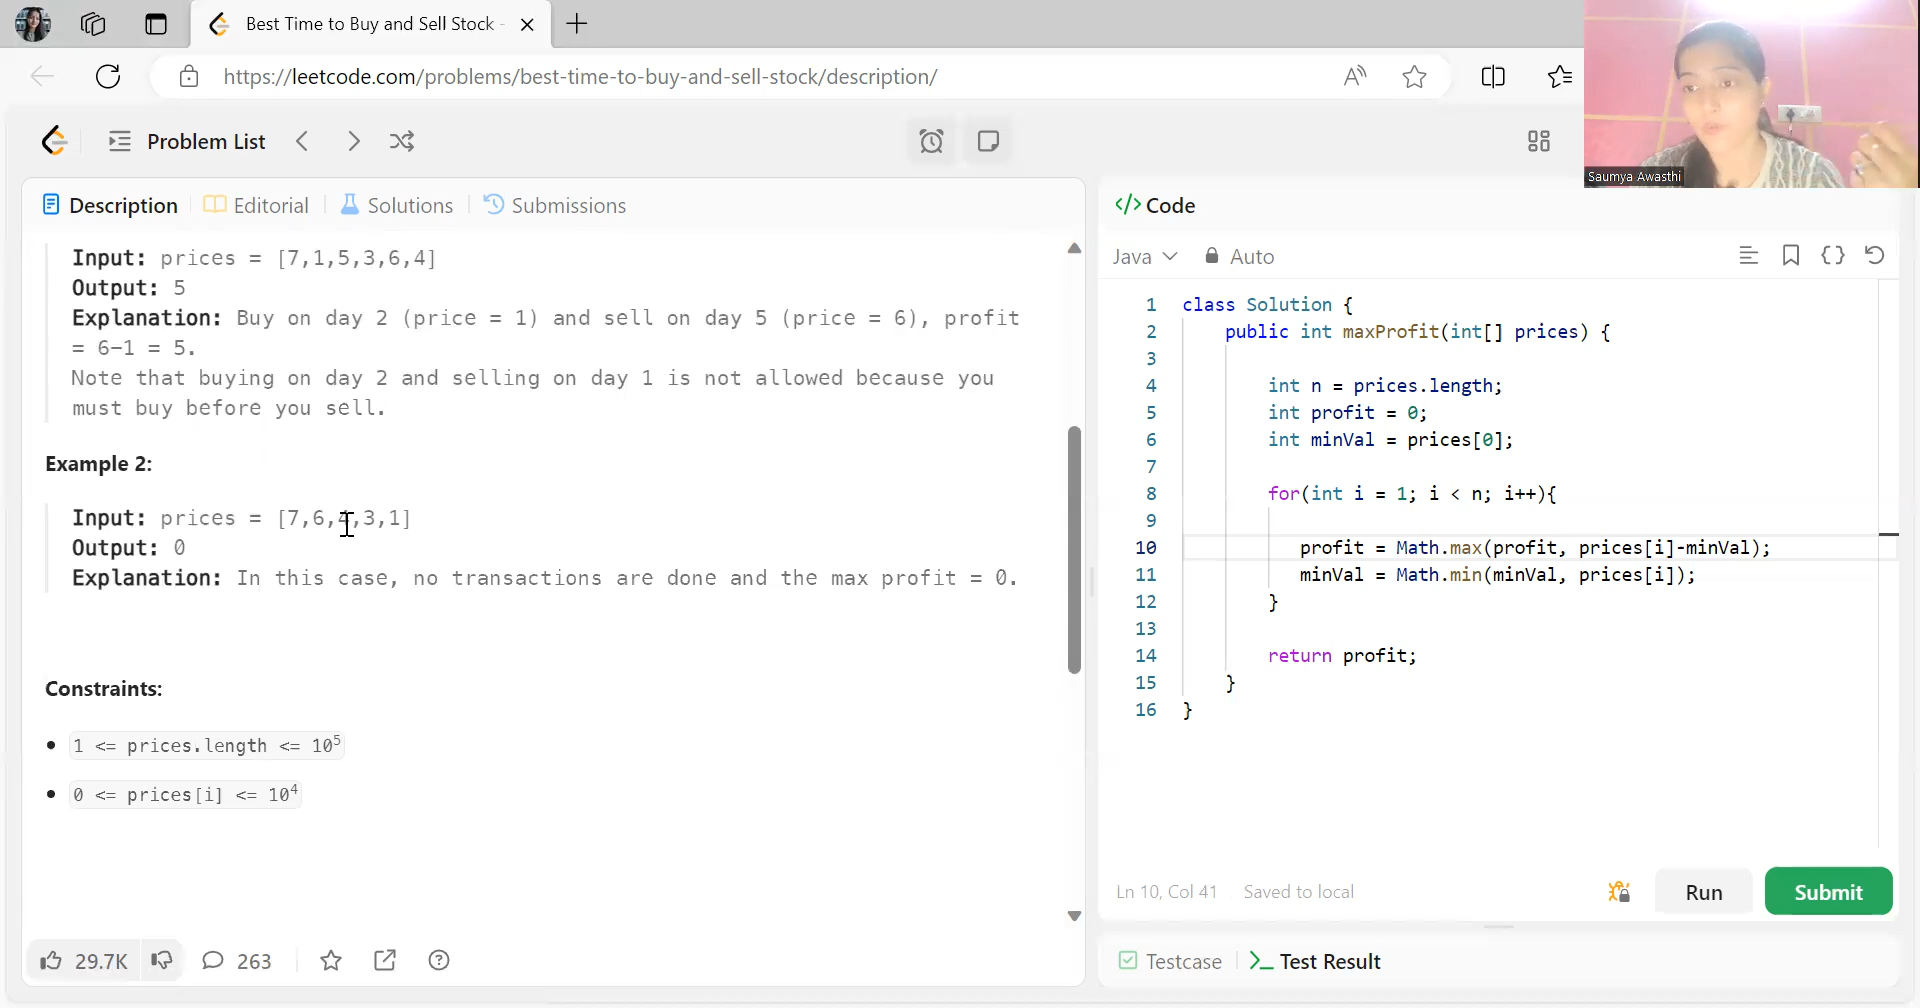 Best Time to Buy and Sell Stock -
https://leetcode.com/problems/best-time-to-buy-and-sell-stock/description/
Saumya Awasthi
Problem List
Description
Editorial
Solutions
Submissions
Input: prices = [7,1,5,3,6,4]
Output: 5
Explanation: Buy on day 2 (price = 1) and sell on day 5 (price = 6), profit
= 6-1 = 5.
Note that buying on day 2 and selling on day 1 is not allowed because you
must buy before you sell.
Example 2:
Input: prices = [7,6,4,3,1]
Output: 0
Explanation: In this case, no transactions are done and the max profit = 0.
Constraints:
• 1 <= prices.length <= 10⁵
• 0 <= prices[i] <= 10⁴
29.7K
263
</> Code
Java
Auto
1 class Solution {
2 public int maxProfit(int[] prices) {
3
4 int n = prices.length;
5 int profit = 0;
6 int minVal = prices[0];
7
8 for(int i = 1; i < n; i++){
9
10 profit = Math.max(profit, prices[i]-minVal);
11 minVal = Math.min(minVal, prices[i]);
12 }
13
14 return profit;
15 }
16 }
Ln 10, Col 41
Saved to local
Run
Submit
Testcase
Test Result